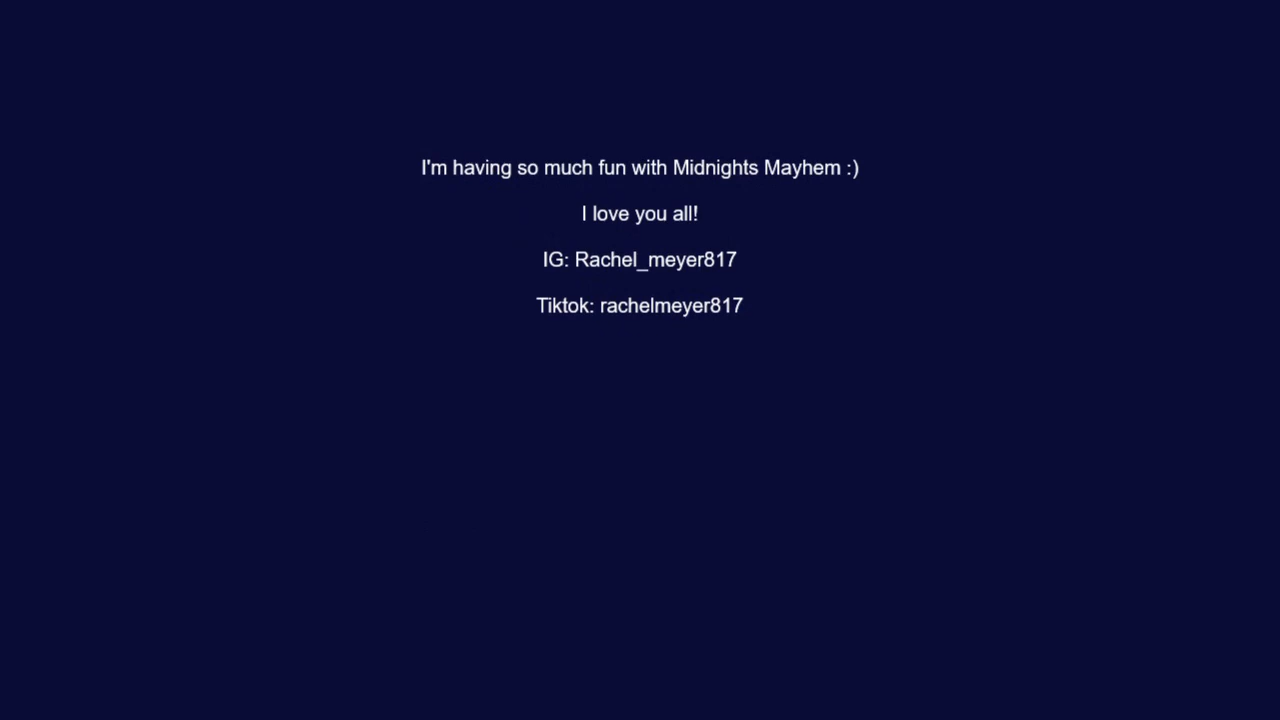 I'm having so much fun with Midnights Mayhem :)
I love you all!
IG: Rachel_meyer817
Tiktok: rachelmeyer817